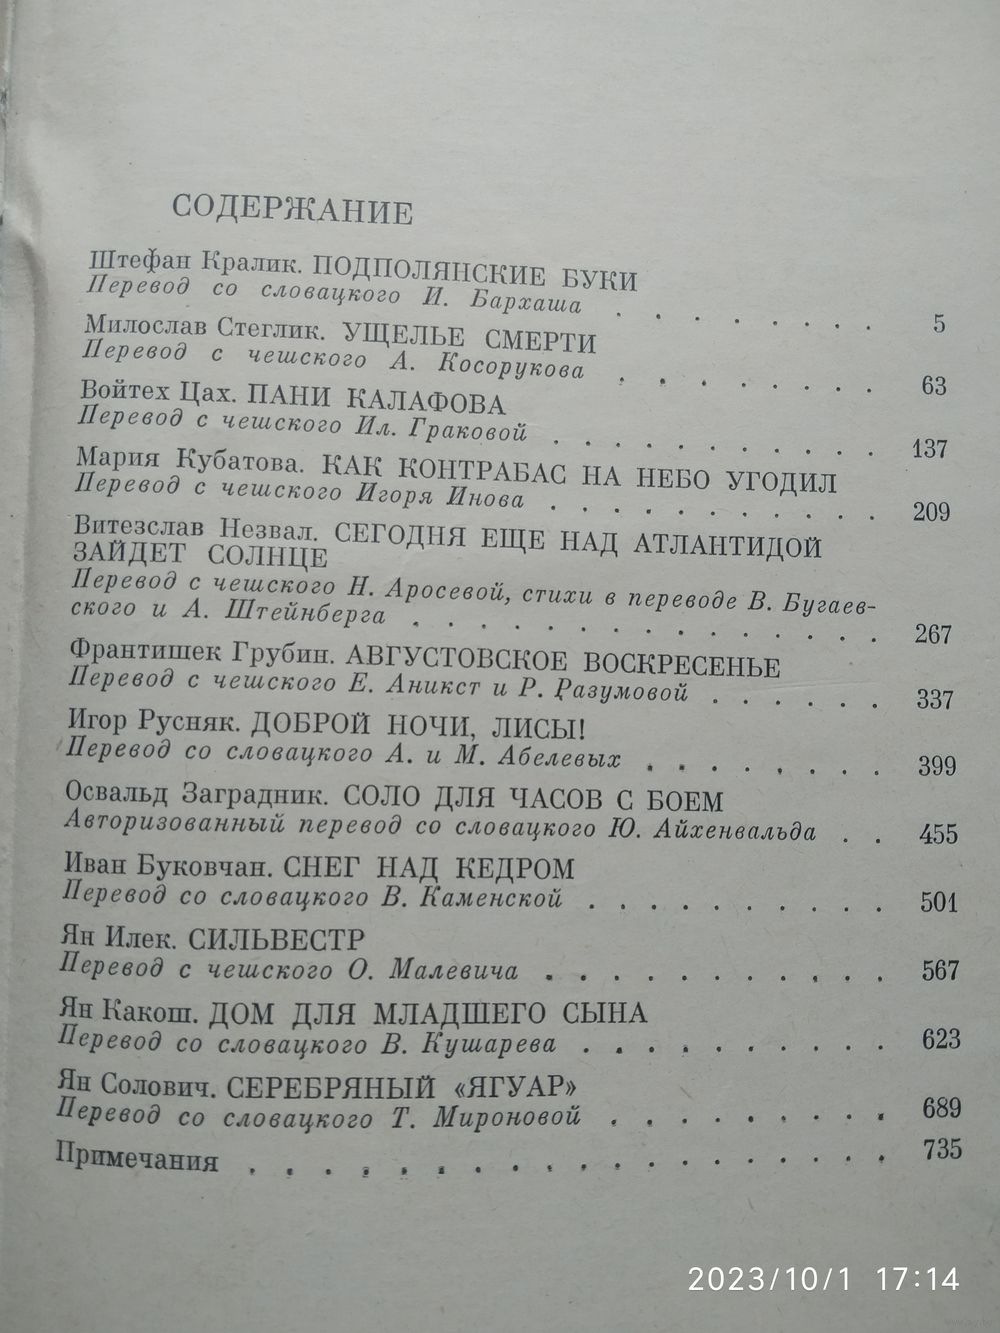 СОДЕРЖАНИЕ
Штефан Кралик. ПОДПОЛЯНСКИЕ БУКИ
Перевод со словацкого И. Бархаша . . . . . . . . 5
Милослав Стеглик. УЩЕЛЬЕ СМЕРТИ
Перевод с чешского А. Косорукова . . . . . . . 63
Войтех Цах. ПАНИ КАЛАФОВА
Перевод с чешского Ил. Граковой . . . . . . . . . . 137
Мария Кубатова. КАК КОНТРАБАС НА НЕБО УГОДИЛ
Перевод с чешского Игоря Инова . . . . . . . . . . . 209
Витезслав Незвал. СЕГОДНЯ ЕЩЕ НАД АТЛАНТИДОЙ
ЗАЙДЕТ СОЛНЦЕ
Перевод с чешского Н. Аросевой, стихи в переводе В. Бугаев-
ского и А. Штейнберга . . . . . . . . . . . . . . . 267
Франтишек Грубин. АВГУСТОВСКОЕ ВОСКРЕСЕНЬЕ
Перевод с чешского Е. Аникст и Р. Разумовой . . . . . . 337
Игор Русняк. ДОБРОЙ НОЧИ, ЛИСЫ!
Перевод со словацкого А. и М. Абелевых . . . . . . . . 399
Освальд Заградник. СОЛО ДЛЯ ЧАСОВ С БОЕМ
Авторизованный перевод со словацкого Ю. Айхенвальда . . 455
Иван Буковчан. СНЕГ НАД КЕДРОМ
Перевод со словацкого В. Каменской . . . . . . . . . . 501
Ян Илек. СИЛЬВЕСТР
Перевод с чешского О. Малевича . . . . . . . . . . . 567
Ян Какош. ДОМ ДЛЯ МЛАДШЕГО СЫНА
Перевод со словацкого В. Кушарева . . . . . . . . . . 623
Ян Солович. СЕРЕБРЯНЫЙ «ЯГУАР»
Перевод со словацкого Т. Мироновой . . . . . . . . . 689
Примечания . . . . . . . . . . . . . . . . . 735
2023/10/1 17:14